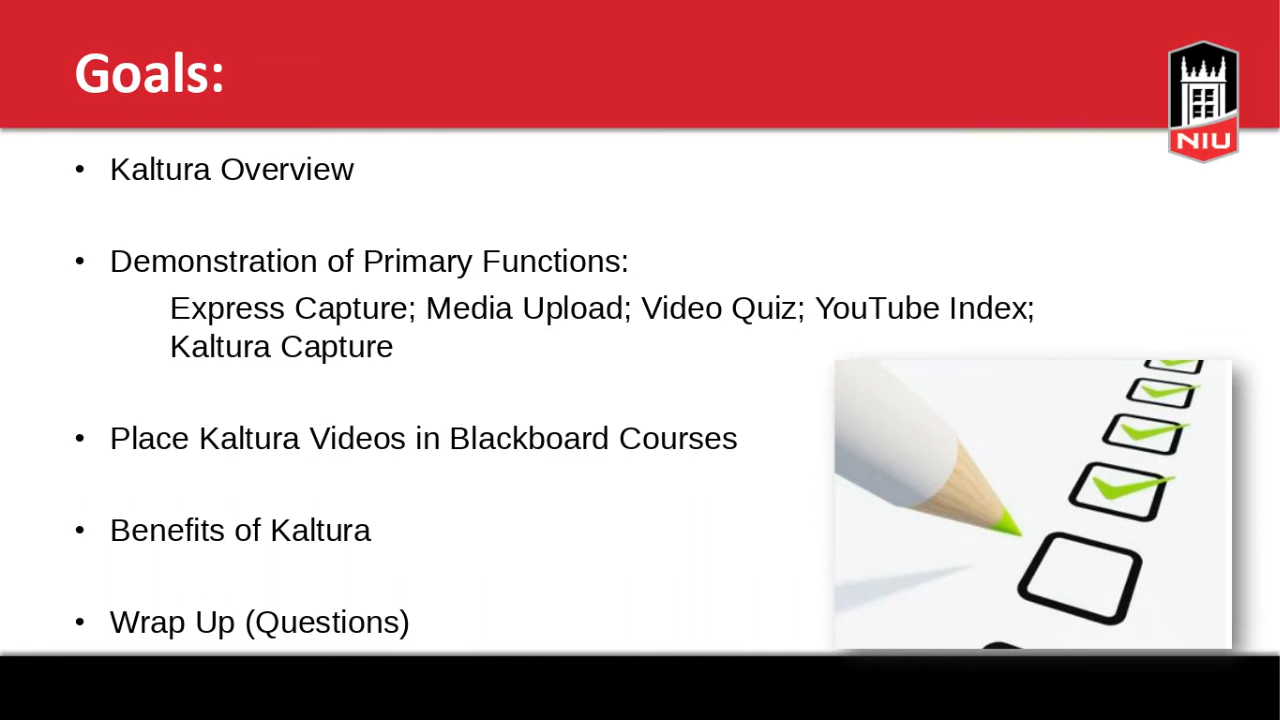 Goals:
NIU
• Kaltura Overview
• Demonstration of Primary Functions:
Express Capture; Media Upload; Video Quiz; YouTube Index;
Kaltura Capture
• Place Kaltura Videos in Blackboard Courses
• Benefits of Kaltura
• Wrap Up (Questions)